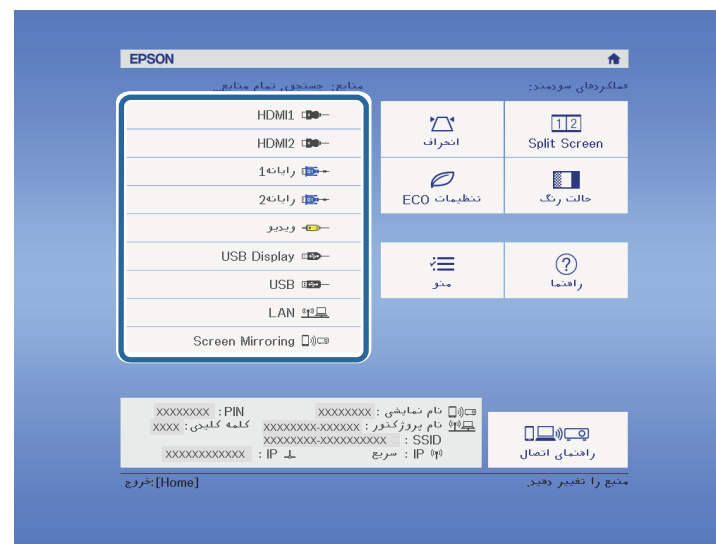 EPSON
عملکردهای سودمند:
منابع: جستجوی تمام منابع...
HDMI1
HDMI2
رایانه1
رایانه2
ویدیو
USB Display
USB
LAN
Screen Mirroring
1 2
Split Screen
انحراف
حالت رنگ
تنظیمات ECO
راهنما
منو
نام نمایشی : XXXXXXXX PIN : XXXXXXXX
نام پروژکتور : XXXXXXXX-XXXXXX کلمه کلیدی: XXXX
SSID : XXXXXXXX-XXXXXXXXXX
IP : سریع IP : XXXXXXXXXXXX
راهنمای اتصال
منبع را تغییر دهید. [Home]:خروج